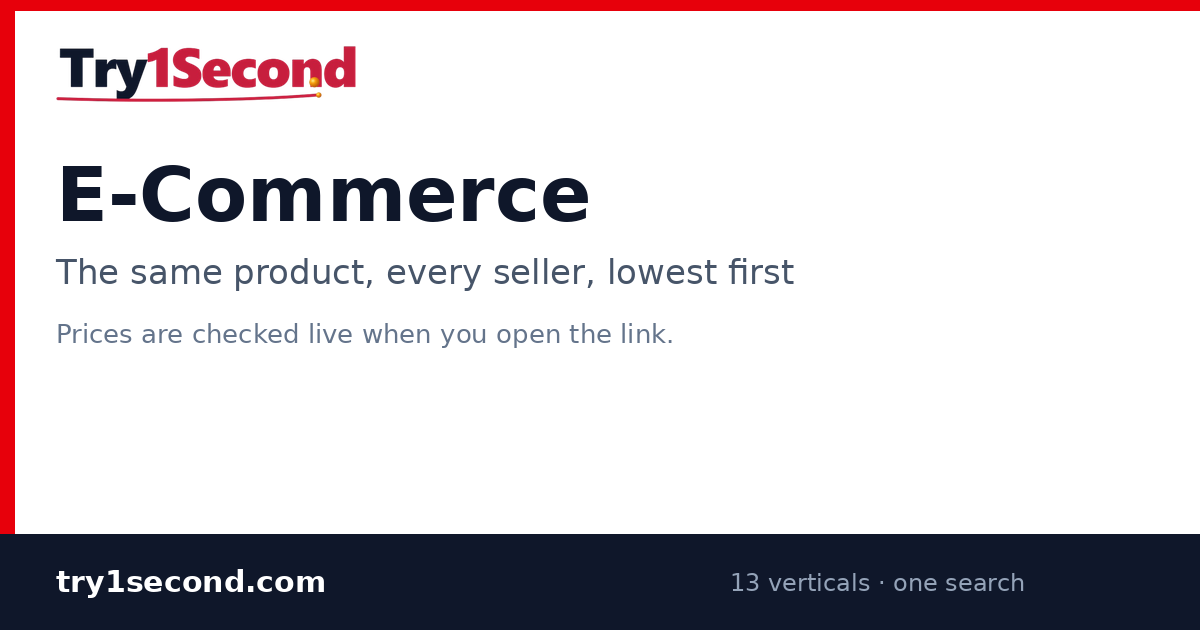 Try1Second
E-Commerce
The same product, every seller, lowest first
Prices are checked live when you open the link.
try1second.com
13 verticals · one search